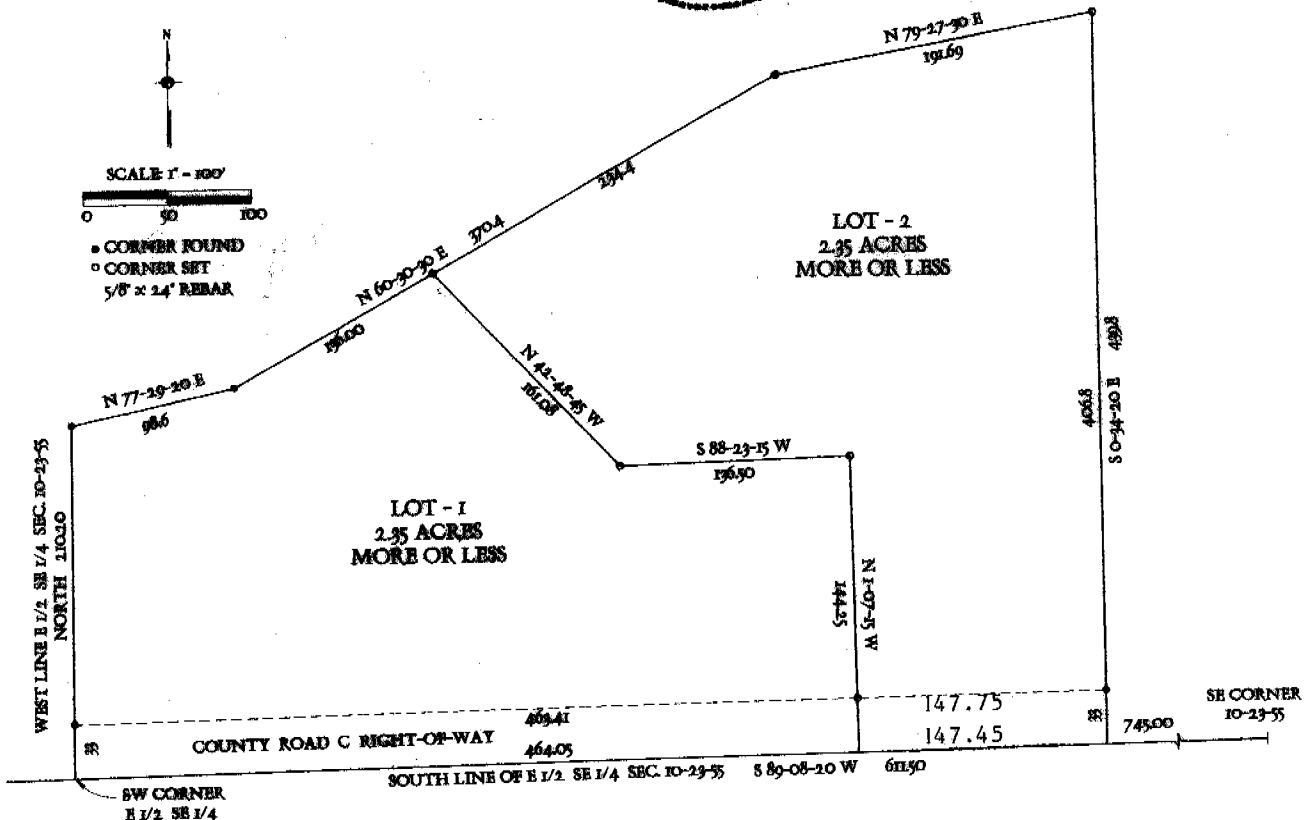 N
SCALE: 1" = 100'
0 50 100
CORNER FOUND
CORNER SET
5/8" x 24" REBAR
N 79-27-30 E
191.69
234.4
370.4
N 60-30-30 E
136.00
N 77-29-20 E
98.6
LOT - 2
2.35 ACRES
MORE OR LESS
N 42-48-45 W
161.08
S 88-23-15 W
136.50
406.8
S 0-34-20 E 439.8
LOT - 1
2.35 ACRES
MORE OR LESS
WEST LINE E 1/2 SE 1/4 SEC. 10-23-55
NORTH 210.20
N 1-07-15 W
144.25
463.41
147.75
33
COUNTY ROAD C RIGHT-OF-WAY
464.05
147.45
33
745.00
SE CORNER
10-23-55
SOUTH LINE OF E 1/2 SE 1/4 SEC. 10-23-55 S 89-08-20 W 611.50
SW CORNER
E 1/2 SE 1/4